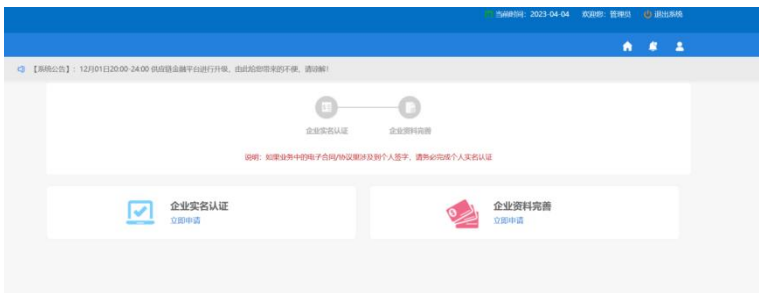 当前时间：2023-04-04 欢迎您：管理员 退出系统
【系统公告】：12月01日20:00-24:00 供应链金融平台进行升级，由此给您带来的不便，请谅解！
企业实名认证 企业资料完善
说明：如果业务中的电子合同/协议要涉及到个人签字，请务必完成个人实名认证
企业实名认证
立即申请
企业资料完善
立即申请